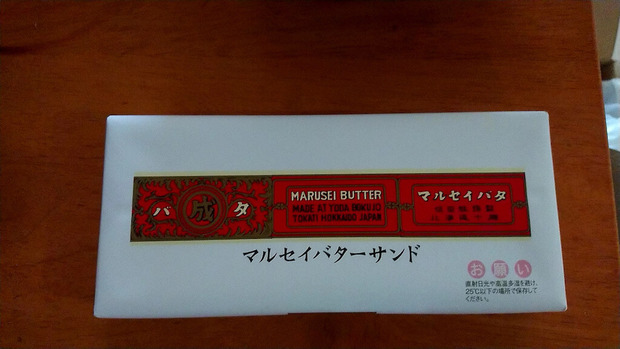 バ 成 タ
MARUSEI BUTTER
MADE AT YODA BOKUJO
TOKATI HOKKAIDO JAPAN
マルセイバタ
マルセイバターサンド
お願い
直射日光や高温多湿を避け、
25℃以下の場所で保存して
ください。